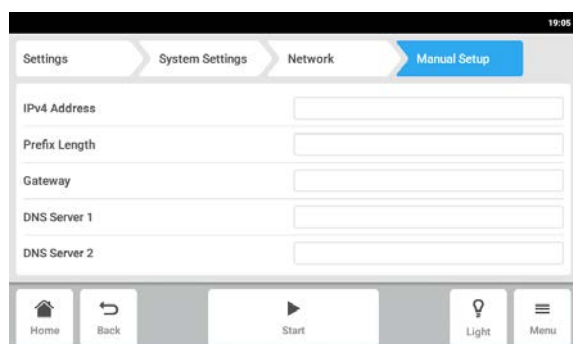 19:05
Settings System Settings Network Manual Setup
IPv4 Address
Prefix Length
Gateway
DNS Server 1
DNS Server 2
Home Back Start Light Menu